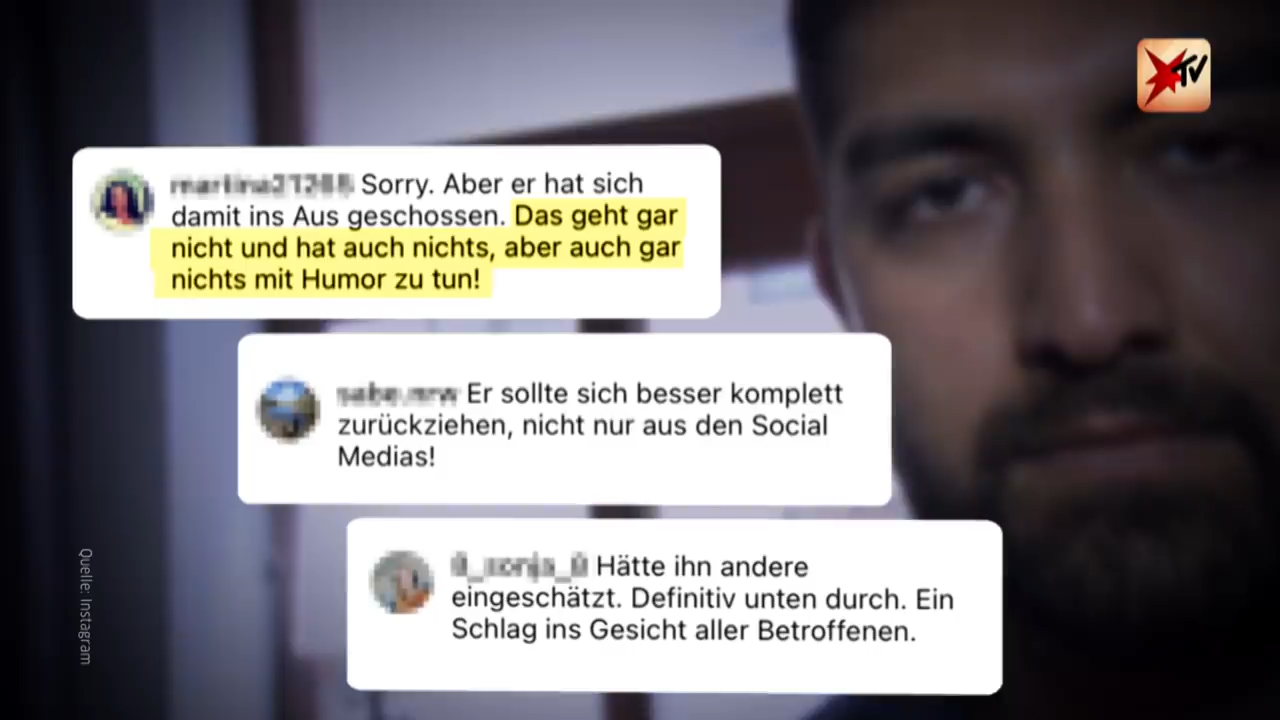 TV
Sorry. Aber er hat sich
damit ins Aus geschossen. Das geht gar
nicht und hat auch nichts, aber auch gar
nichts mit Humor zu tun!
Er sollte sich besser komplett
zurückziehen, nicht nur aus den Social
Medias!
Hätte ihn andere
eingeschätzt. Definitiv unten durch. Ein
Schlag ins Gesicht aller Betroffenen.
Quelle: Instagram